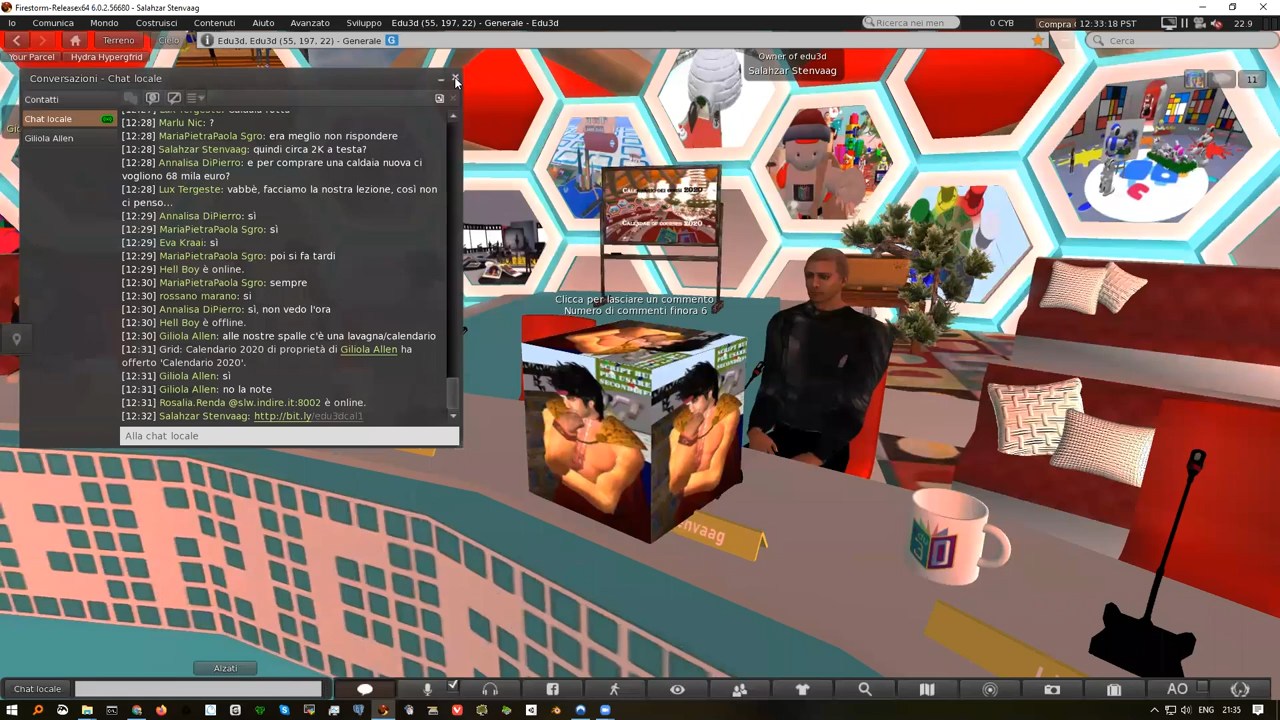 Firestorm-Releasex64 6.0.2.56680 - Salahzar Stenvaag
Io Comunica Mondo Costruisci Contenuti Aiuto Avanzato Sviluppo Edu3d (55, 197, 22) - Generale - Edu3d Ricerca nei men 0 CYB Compra 12:33:18 PST 22.9
Terreno Cielo Edu3d, Edu3d (55, 197, 22) - Generale G Cerca
Your Parcel Hydra Hypergrid
Owner of edu3d
Salahzar Stenvaag
11
Conversazioni - Chat locale
Contatti
Chat locale
Giliola Allen
[12:28] Marlu Nic: ?
[12:28] MariaPietraPaola Sgro: era meglio non rispondere
[12:28] Salahzar Stenvaag: quindi circa 2K a testa?
[12:28] Annalisa DiPierro: e per comprare una caldaia nuova ci
vogliono 68 mila euro?
[12:28] Lux Tergeste: vabbè, facciamo la nostra lezione, così non
ci penso...
[12:29] Annalisa DiPierro: sì
[12:29] MariaPietraPaola Sgro: sì
[12:29] Eva Kraai: sì
[12:29] MariaPietraPaola Sgro: poi si fa tardi
[12:29] Hell Boy è online.
[12:30] MariaPietraPaola Sgro: sempre
[12:30] rossano marano: si
[12:30] Annalisa DiPierro: sì, non vedo l'ora
[12:30] Hell Boy è offline.
[12:30] Giliola Allen: alle nostre spalle c'è una lavagna/calendario
[12:31] Grid: Calendario 2020 di proprietà di Giliola Allen ha
offerto 'Calendario 2020'.
[12:31] Giliola Allen: sì
[12:31] Giliola Allen: no la note
[12:31] Rosalia.Renda @slw.indire.it:8002 è online.
[12:32] Salahzar Stenvaag: http://bit.ly/edu3dcal1
Alla chat locale
Clicca per lasciare un commento
Numero di commenti finora 6
SCRIPT BU
PER USARE
SECONDLIFE
nvaag
3D
Alzati
Chat locale
AO
ENG 21:35